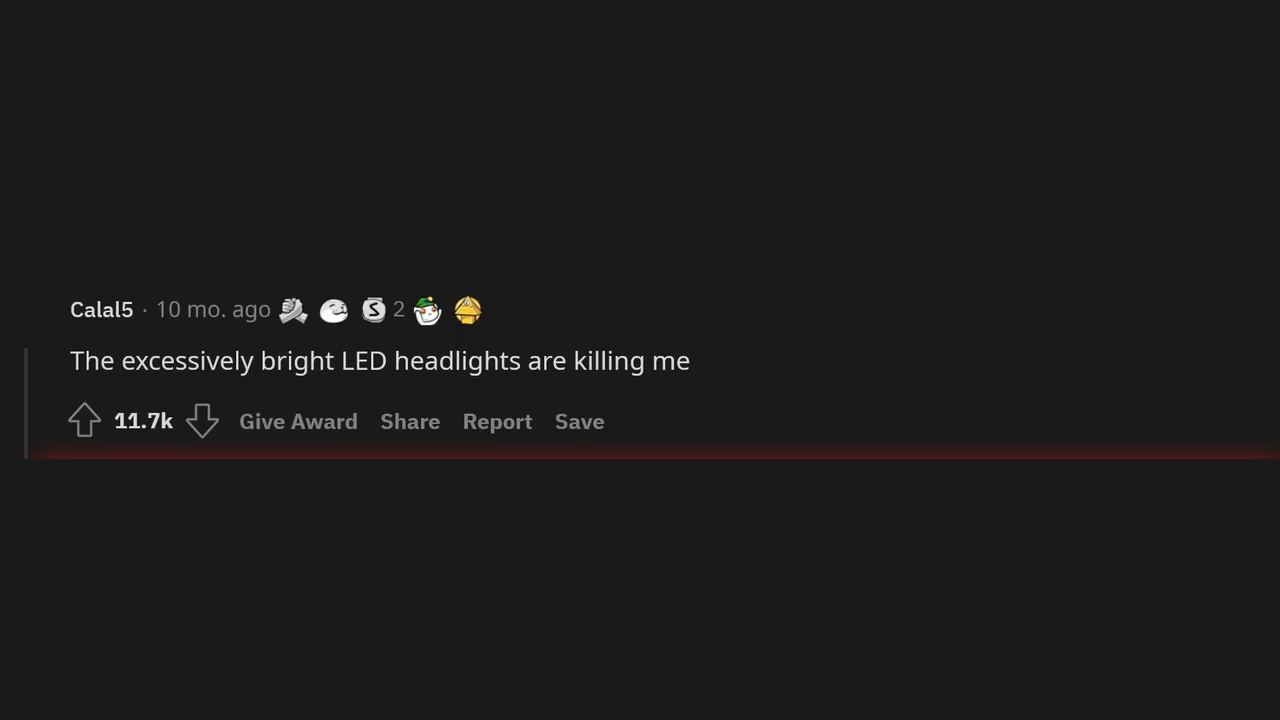 Calal5 · 10 mo. ago 2
The excessively bright LED headlights are killing me
11.7k Give Award Share Report Save